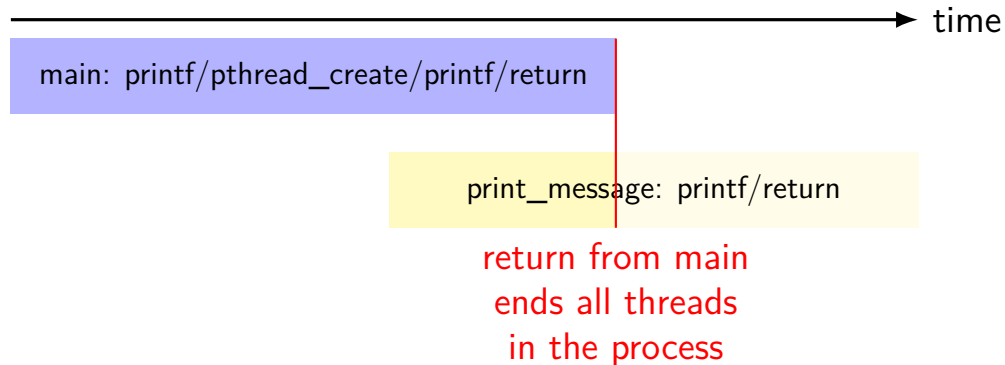 time
main: printf/pthread_create/printf/return
print_message: printf/return
return from main
ends all threads
in the process